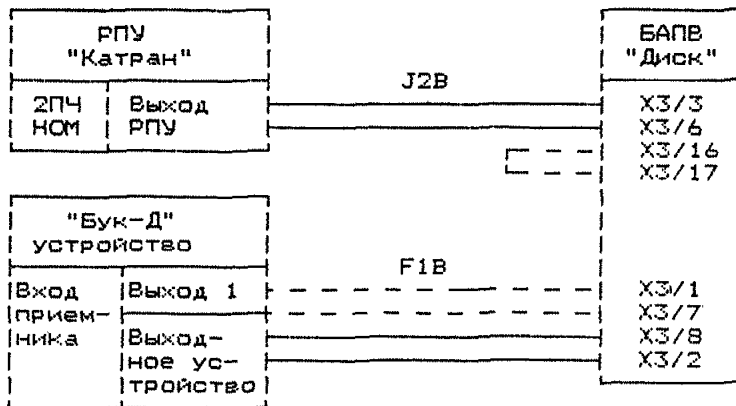 РПУ
"Катран"
2ПЧ
НОМ
Выход
РПУ
J2B
БАПВ
"Диск"
X3/3
X3/6
X3/16
X3/17
"Бук-Д"
устройство
Вход
прием-
ника
Выход 1
Выход-
ное ус-
тройство
F1B
X3/1
X3/7
X3/8
X3/2